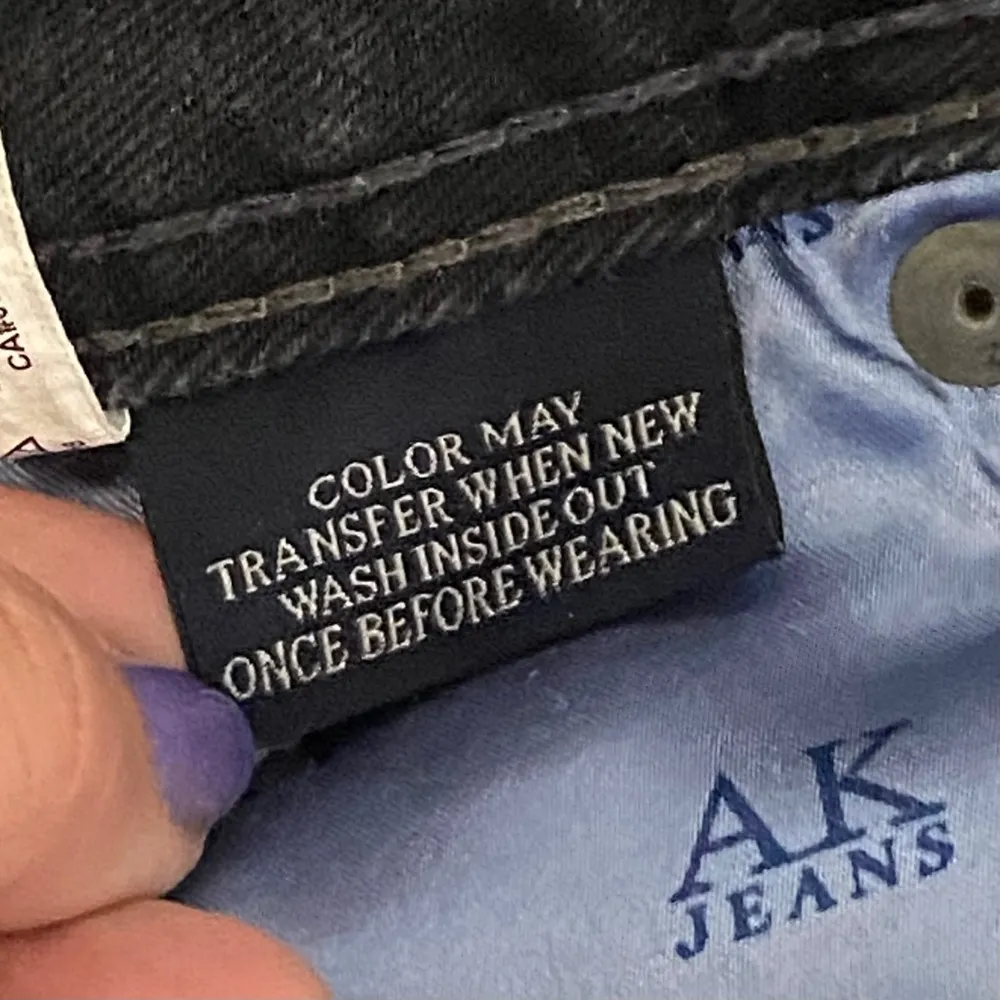 COLOR MAY
TRANSFER WHEN NEW
WASH INSIDE OUT
ONCE BEFORE WEARING
AK
JEANS